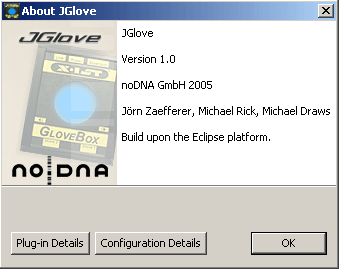 About JGlove
JGlove
JGlove
Version 1.0
noDNA GmbH 2005
Jörn Zaefferer, Michael Rick, Michael Draws
Build upon the Eclipse platform.
X-IST
GLOVEBOX
NO DNA
Plug-in Details
Configuration Details
OK